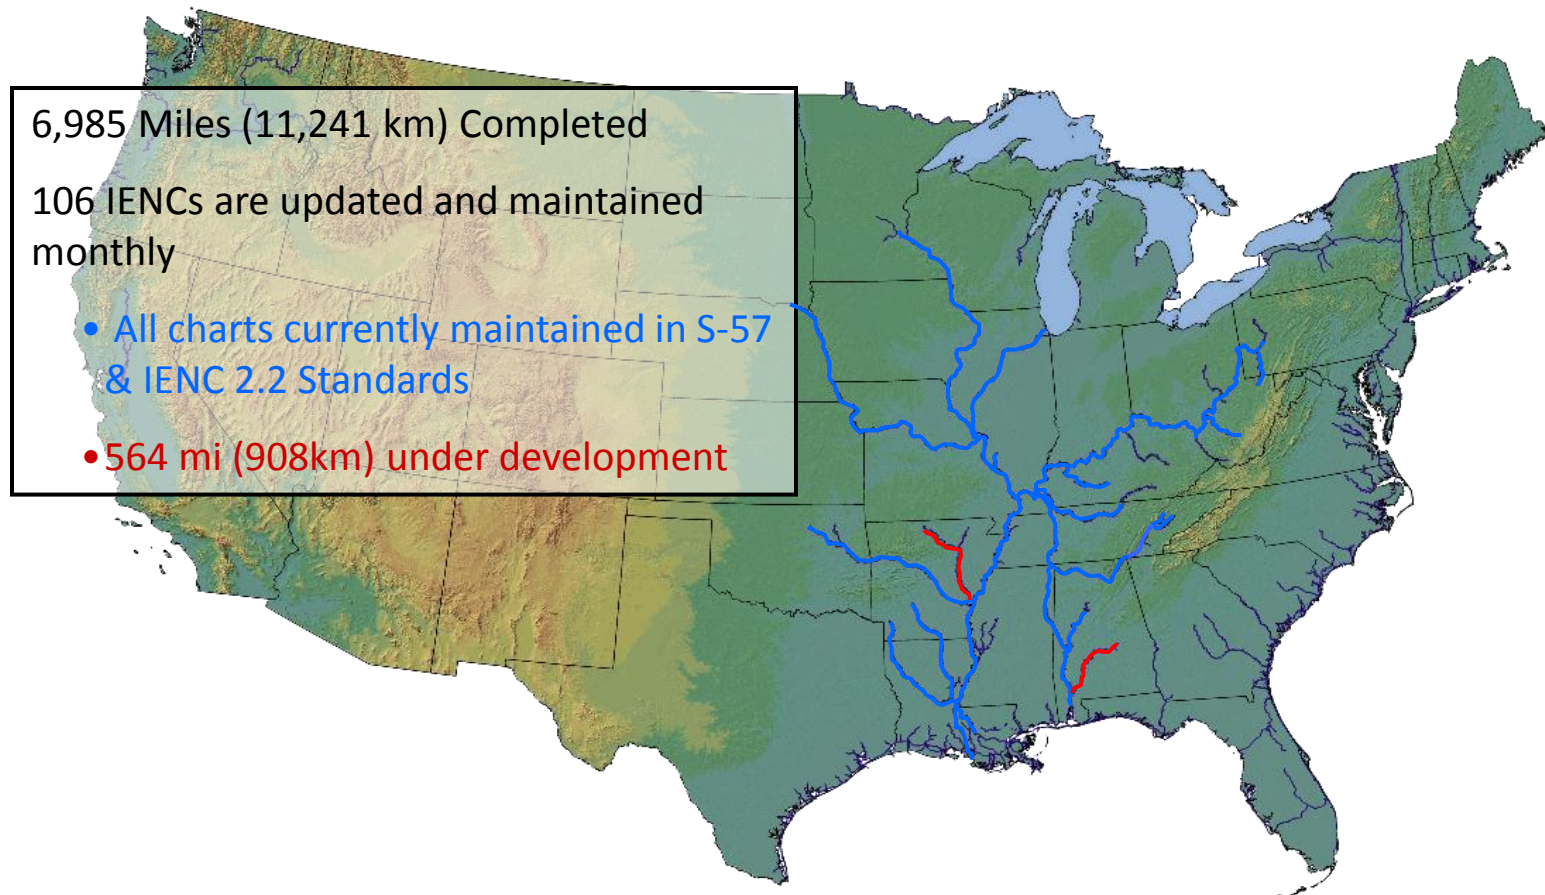 6,985 Miles (11,241 km) Completed
106 IENCs are updated and maintained
monthly
• All charts currently maintained in S-57
& IENC 2.2 Standards
•564 mi (908km) under development